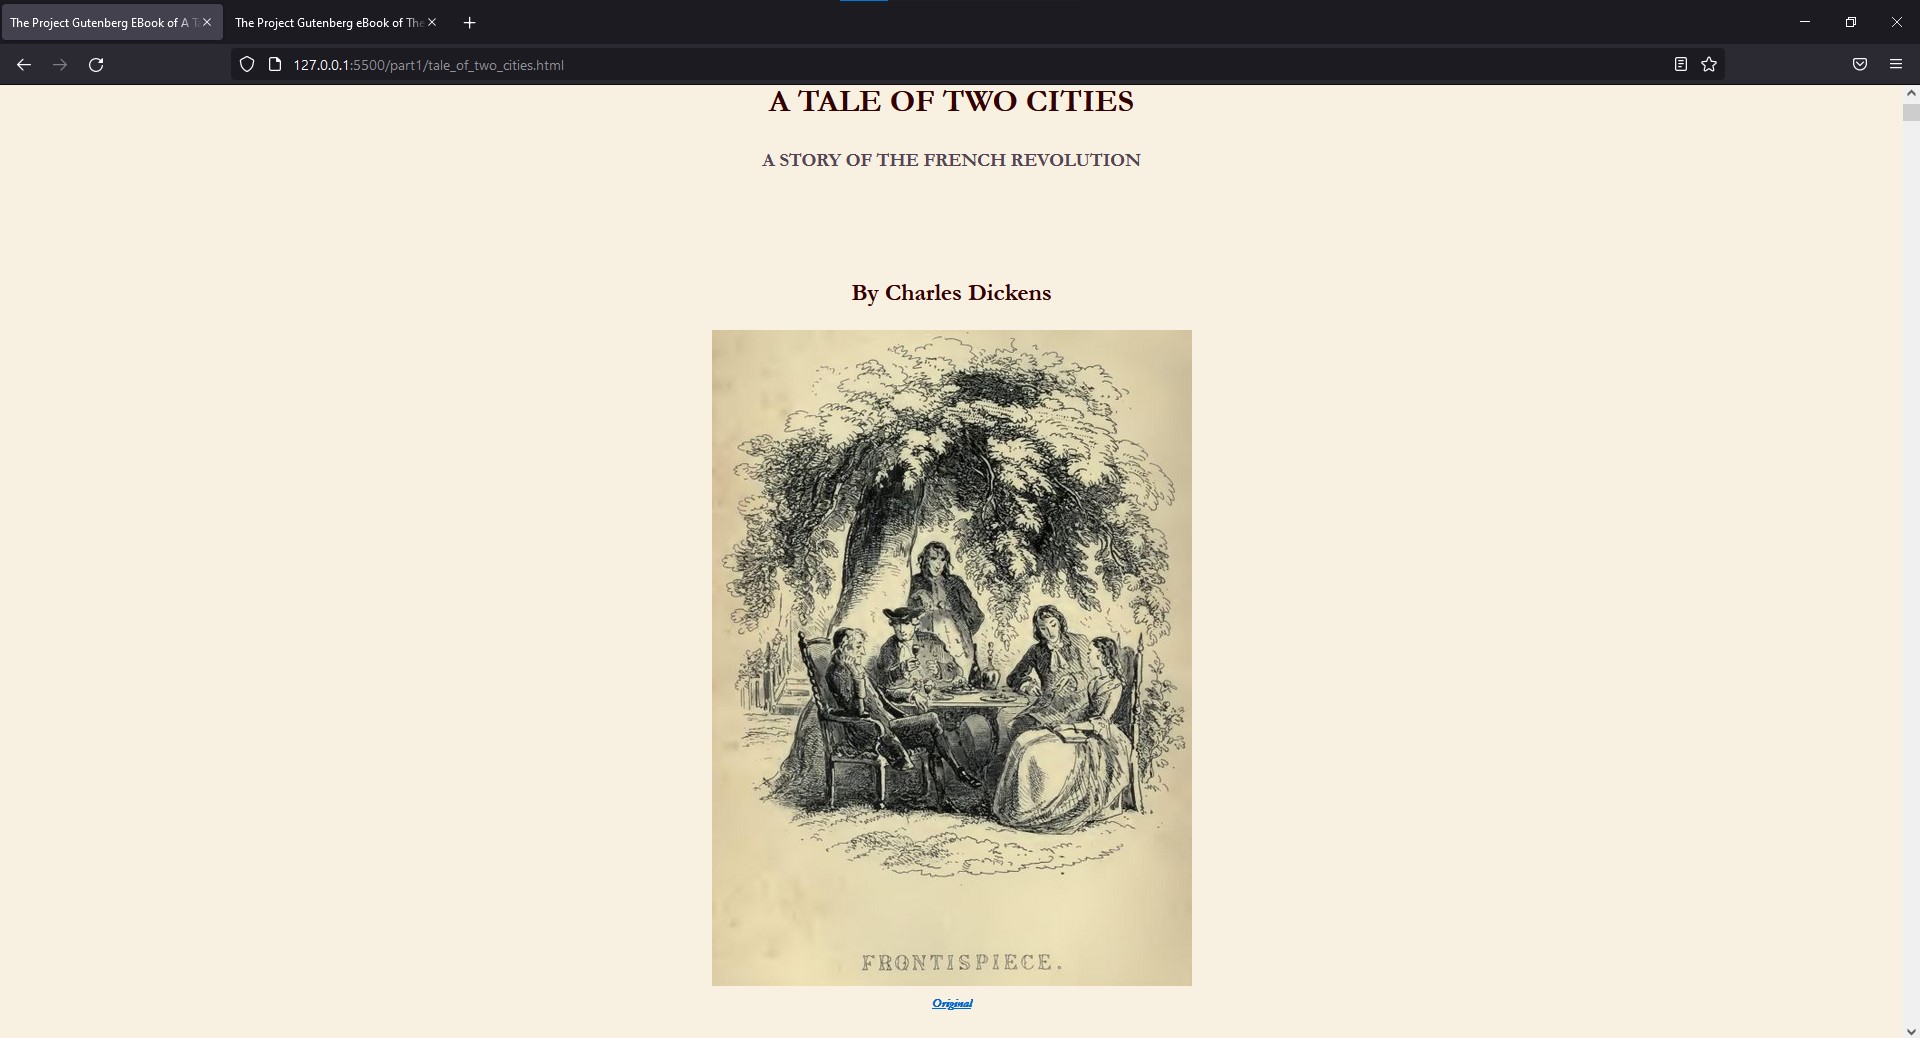 The Project Gutenberg EBook of A T
The Project Gutenberg eBook of The
127.0.0.1:5500/part1/tale_of_two_cities.html
A TALE OF TWO CITIES
A STORY OF THE FRENCH REVOLUTION
By Charles Dickens
FRONTISPIECE.
Original